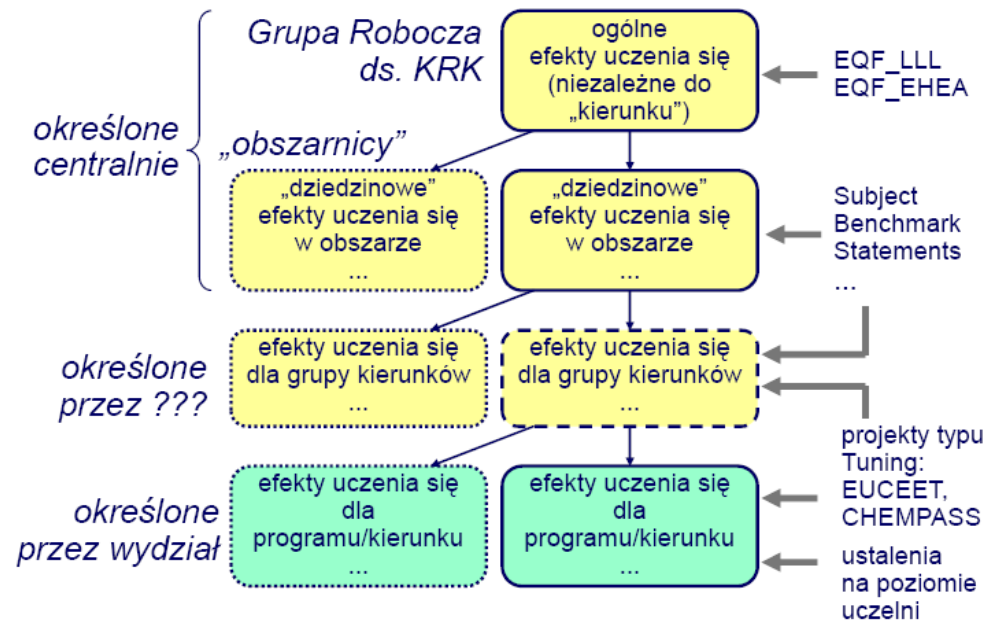 Grupa Robocza
ds. KRK
ogólne
efekty uczenia się
(niezależne do
„kierunku”)
EQF_LLL
EQF_EHEA
określone
centralnie
„obszarnicy”
„dziedzinowe”
efekty uczenia się
w obszarze
...
„dziedzinowe”
efekty uczenia się
w obszarze
...
Subject
Benchmark
Statements
...
określone
przez ???
efekty uczenia się
dla grupy kierunków
...
efekty uczenia się
dla grupy kierunków
...
projekty typu
Tuning:
EUCEET,
CHEMPASS
określone
przez wydział
efekty uczenia się
dla
programu/kierunku
...
efekty uczenia się
dla
programu/kierunku
...
ustalenia
na poziomie
uczelni